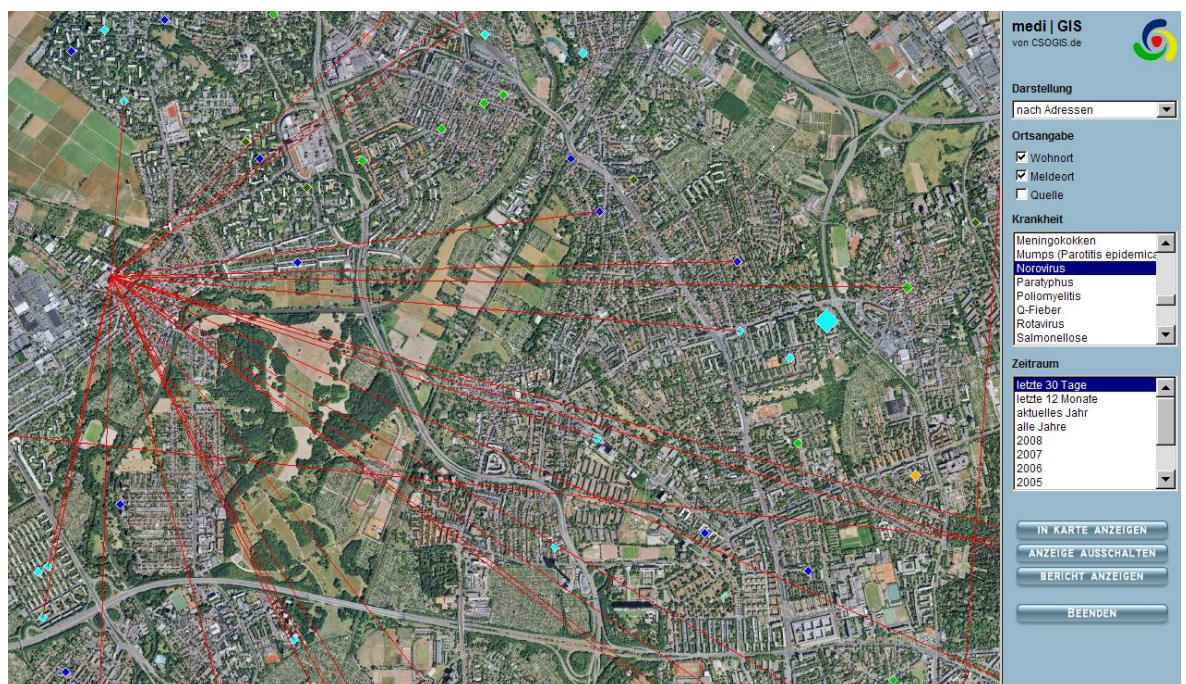 medi | GIS
von CSOGIS.de
Darstellung
nach Adressen
Ortsangabe
Wohnort
Meldeort
Quelle
Krankheit
Meningokokken
Mumps (Parotitis epidemica
Norovirus
Paratyphus
Poliomyelitis
Q-Fieber
Rotavirus
Salmonellose
Zeitraum
letzte 30 Tage
letzte 12 Monate
aktuelles Jahr
alle Jahre
2008
2007
2006
2005
IN KARTE ANZEIGEN
ANZEIGE AUSSCHALTEN
BERICHT ANZEIGEN
BEENDEN